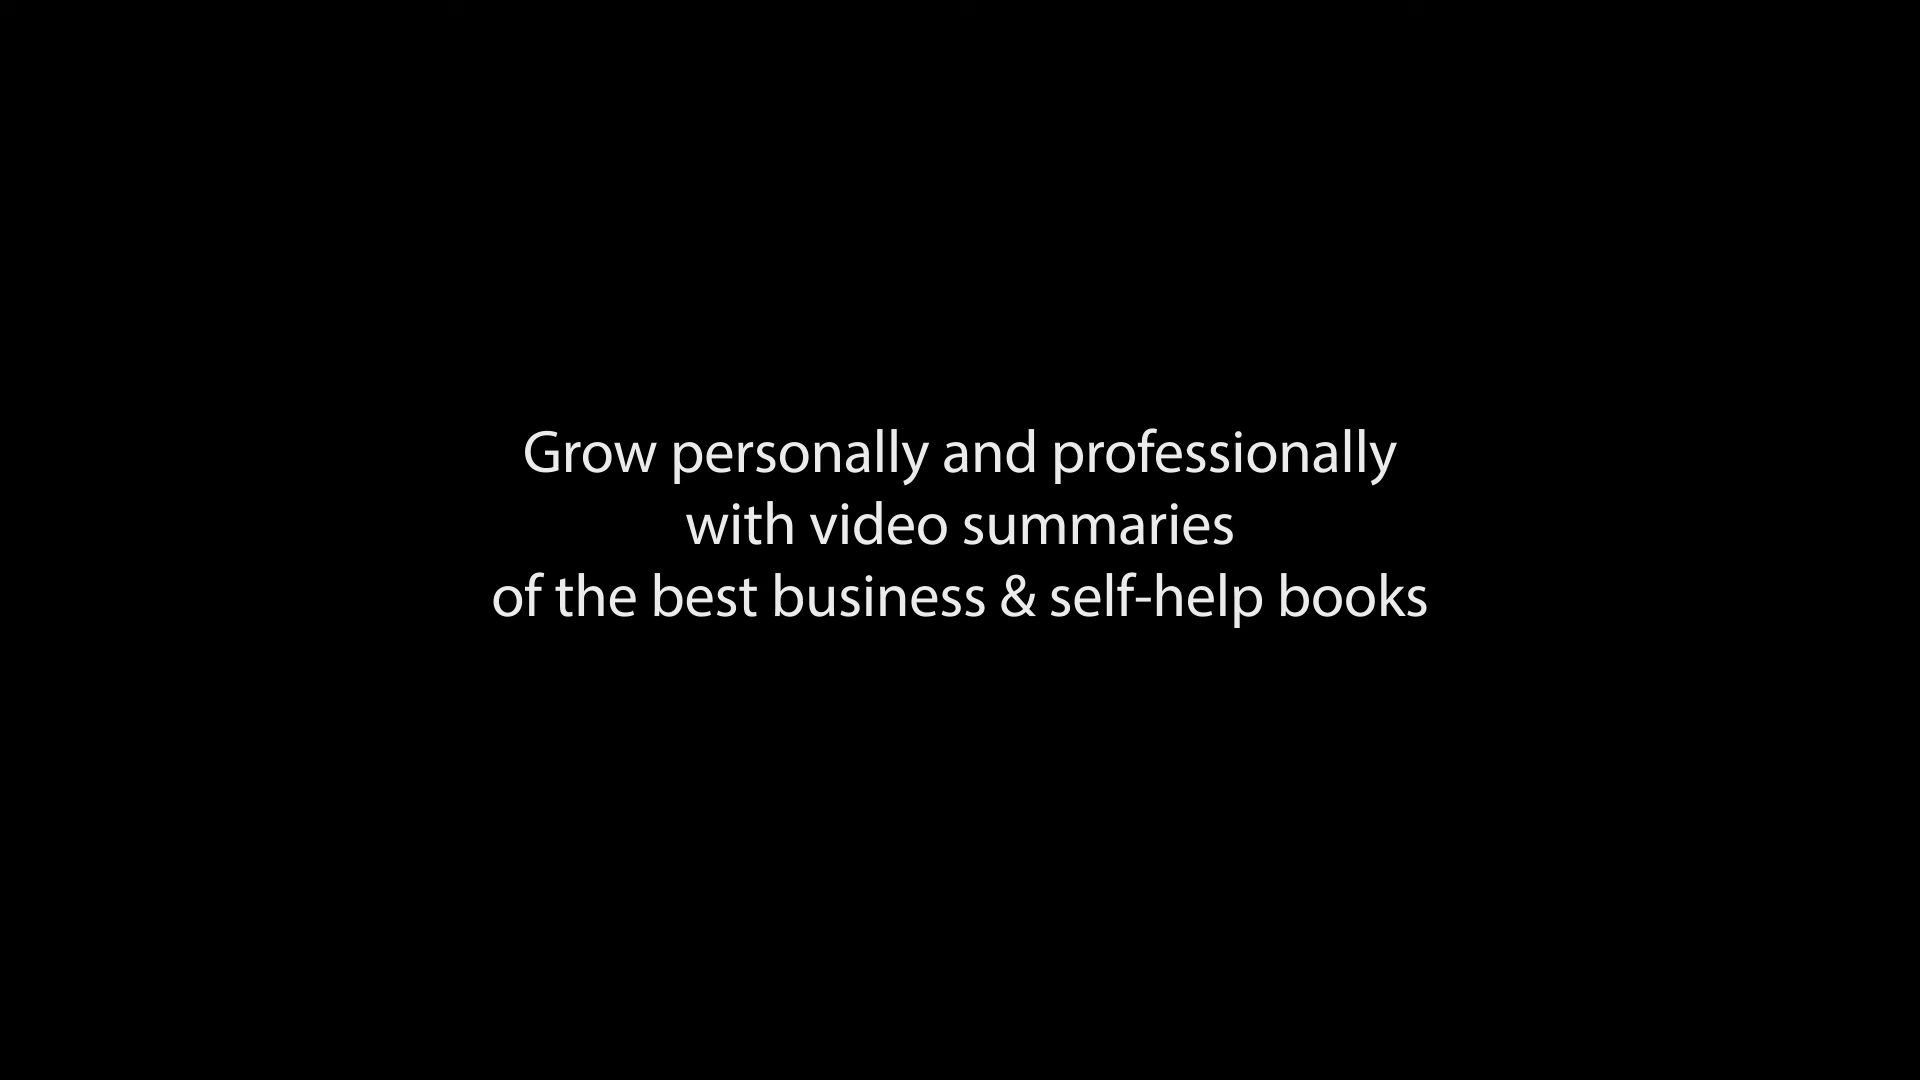 Grow personally and professionally
with video summaries
of the best business & self-help books